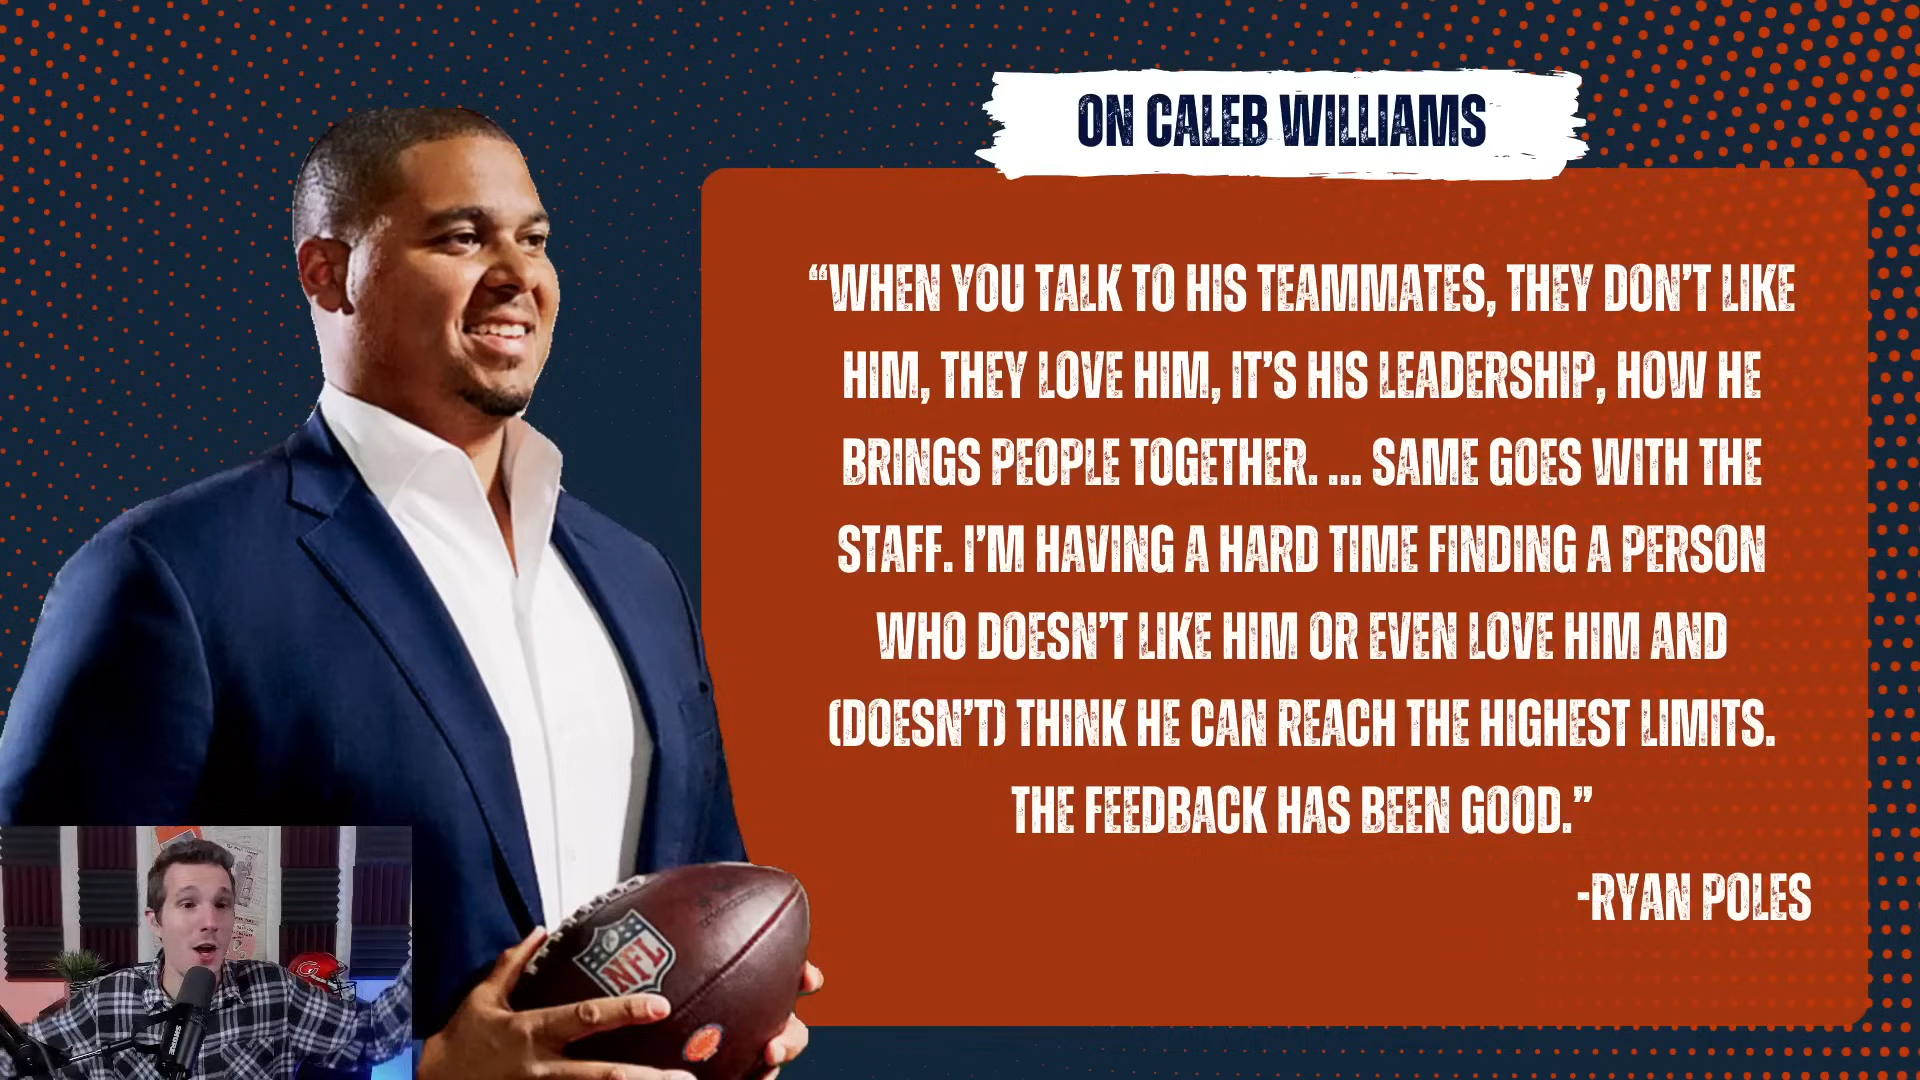 ON CALEB WILLIAMS
“WHEN YOU TALK TO HIS TEAMMATES, THEY DON’T LIKE
HIM, THEY LOVE HIM, IT’S HIS LEADERSHIP, HOW HE
BRINGS PEOPLE TOGETHER. ... SAME GOES WITH THE
STAFF. I’M HAVING A HARD TIME FINDING A PERSON
WHO DOESN’T LIKE HIM OR EVEN LOVE HIM AND
(DOESN’T) THINK HE CAN REACH THE HIGHEST LIMITS.
THE FEEDBACK HAS BEEN GOOD.”
-RYAN POLES
NFL
SHURE